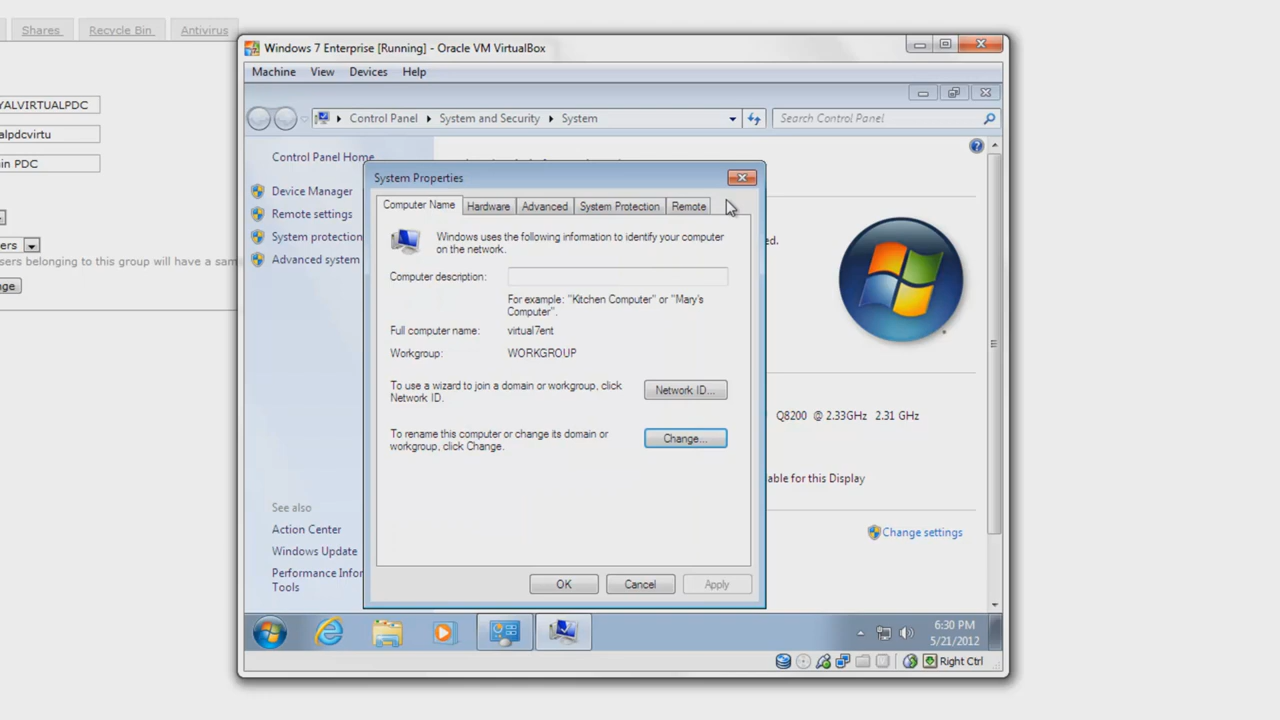 Shares
Recycle Bin
Antivirus
YALVIRTUALPDC
alpdcvirtu
in PDC
ers
sers belonging to this group will have a sam
nge
Windows 7 Enterprise [Running] - Oracle VM VirtualBox
Machine View Devices Help
Control Panel System and Security System
Search Control Panel
Control Panel Home
Device Manager
Remote settings
System protection
Advanced system
See also
Action Center
Windows Update
Performance Infor
Tools
System Properties
Computer Name Hardware Advanced System Protection Remote
Windows uses the following information to identify your computer
on the network.
Computer description:
For example: "Kitchen Computer" or "Mary's
Computer".
Full computer name: virtual7ent
Workgroup: WORKGROUP
To use a wizard to join a domain or workgroup, click
Network ID.
Network ID...
To rename this computer or change its domain or
workgroup, click Change.
Change...
OK Cancel Apply
ed.
Q8200 @ 2.33GHz 2.31 GHz
able for this Display
Change settings
6:30 PM
5/21/2012
Right Ctrl